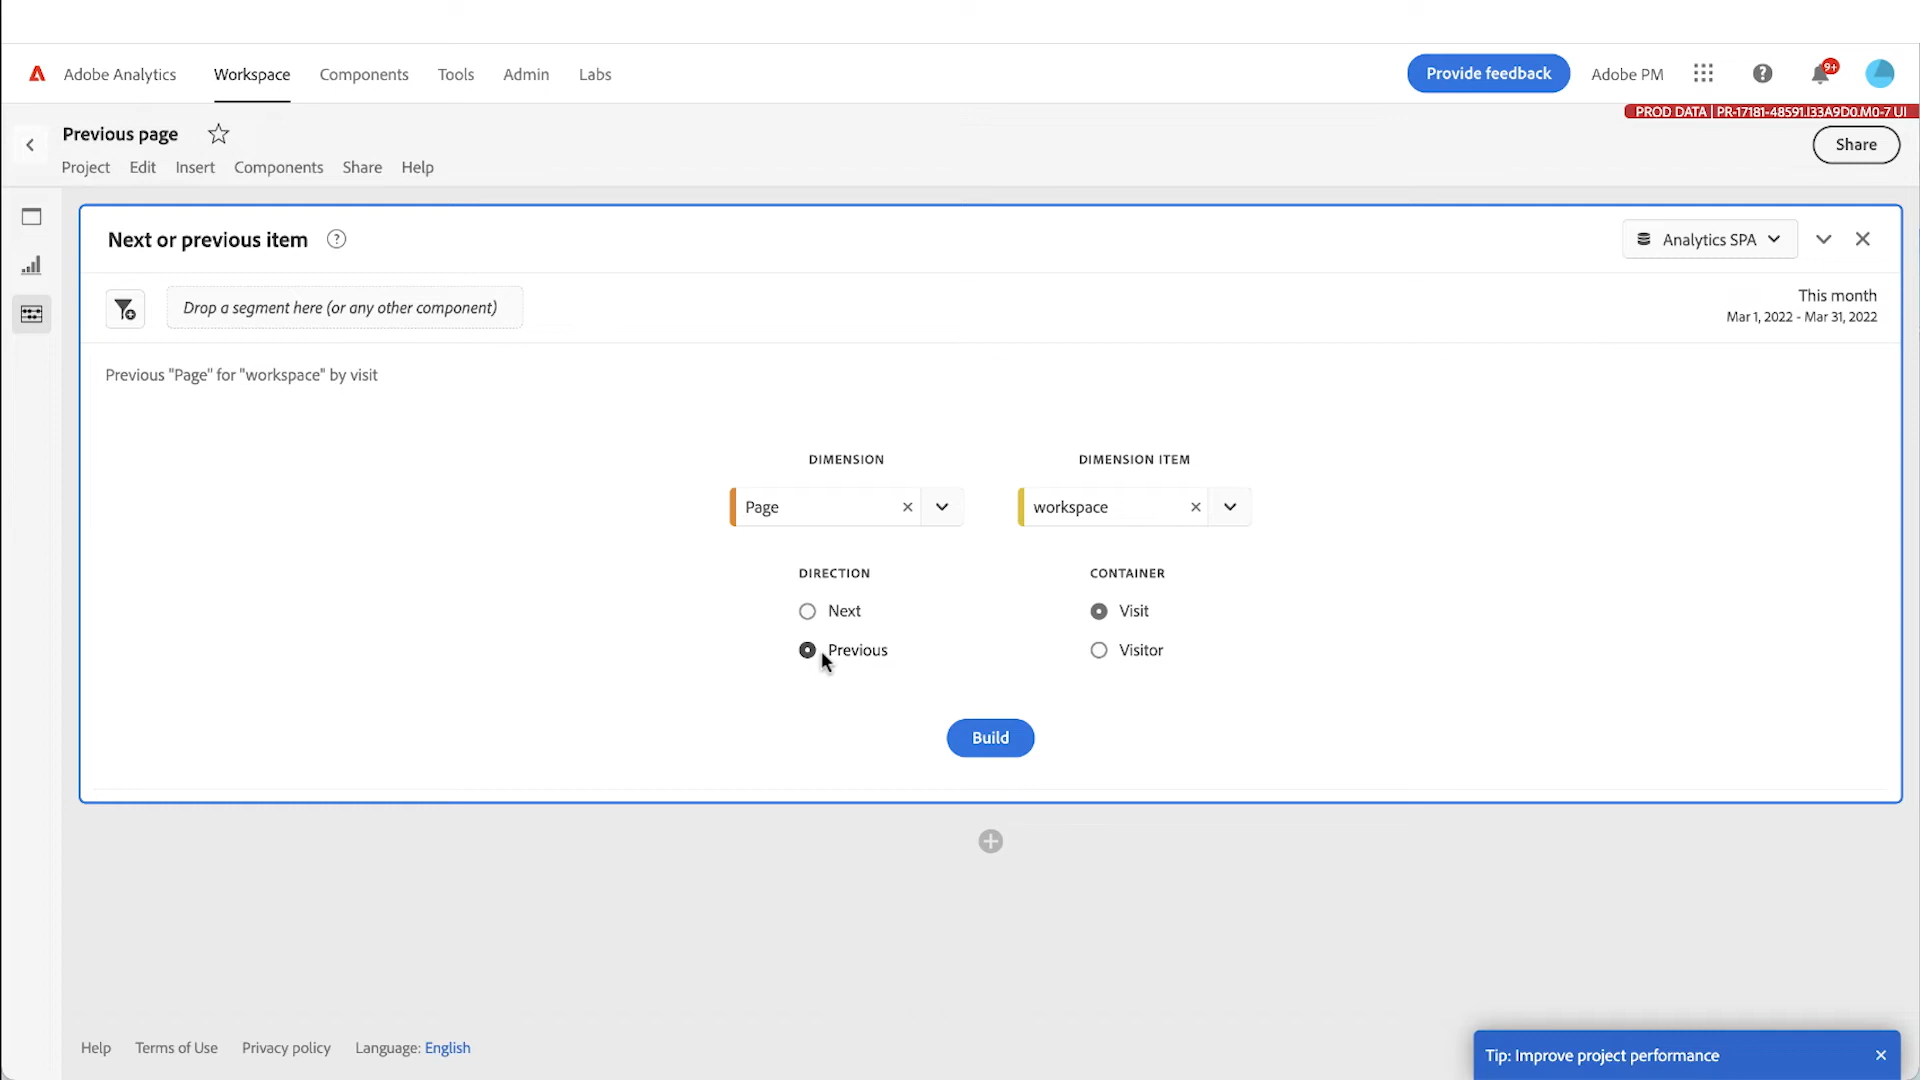 Adobe Analytics Workspace Components Tools Admin Labs Provide feedback Adobe PM 9+
PROD DATA | PR-17181-48591.I33A9D0.M0-7 UI
Previous page
Share
Project Edit Insert Components Share Help
Next or previous item ? Analytics SPA
Drop a segment here (or any other component)
This month
Mar 1, 2022 - Mar 31, 2022
Previous "Page" for "workspace" by visit
DIMENSION DIMENSION ITEM
Page workspace
DIRECTION CONTAINER
Next Visit
Previous Visitor
Build
Help Terms of Use Privacy policy Language: English
Tip: Improve project performance